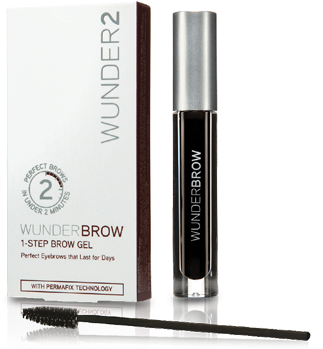 WUNDER2
PERFECT BROWS
2
IN UNDER 2 MINUTES
WUNDERBROW
1-STEP BROW GEL
Perfect Eyebrows that Last for Days
WITH PERMAFIX TECHNOLOGY
WUNDERBROW